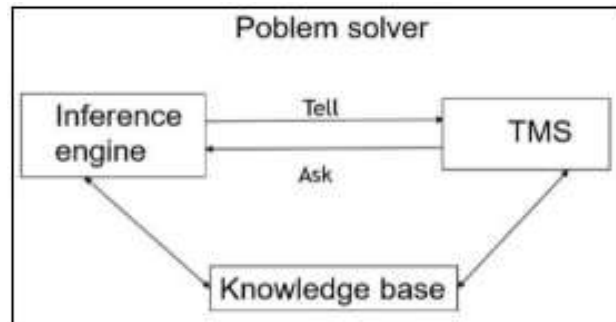 Poblem solver
Inference
engine
Tell
TMS
Ask
Knowledge base